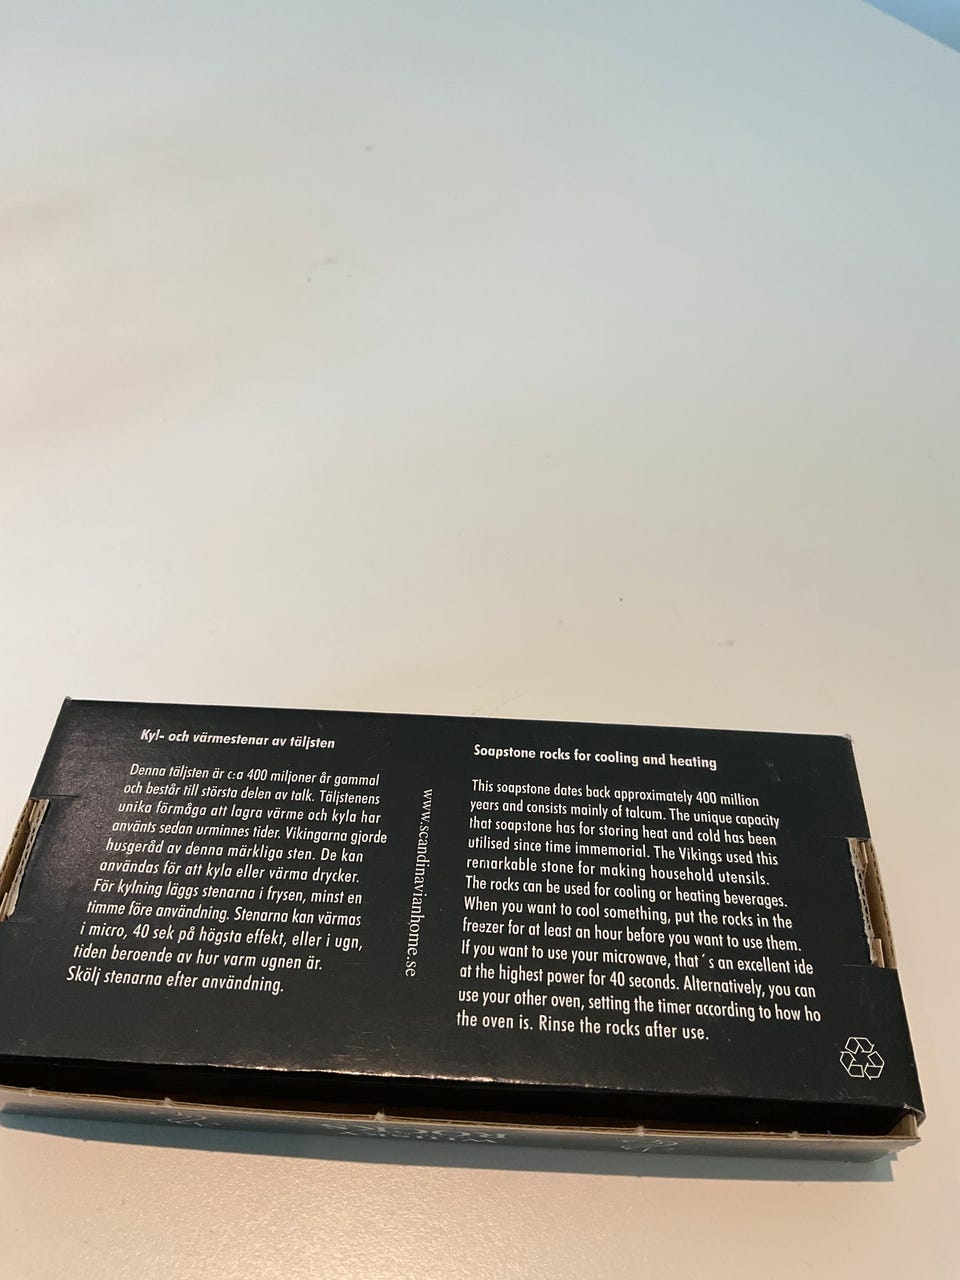 Kyl- och värmestenar av täljsten
Denna täljsten är c:a 400 miljoner år gammal
och består till största delen av talk. Täljstenens
unika förmåga att lagra värme och kyla har
använts sedan urminnes tider. Vikingarna gjorde
husgeråd av denna märkliga sten. De kan
användas för att kyla eller värma drycker.
För kylning läggs stenarna i frysen, minst en
timme före användning. Stenarna kan värmas
i micro, 40 sek på högsta effekt, eller i ugn,
tiden beroende av hur varm ugnen är.
Skölj stenarna efter användning.
www.scandinavianhome.se
Soapstone rocks for cooling and heating
This soapstone dates back approximately 400 million
years and consists mainly of talcum. The unique capacity
that soapstone has for storing heat and cold has been
utilised since time immemorial. The Vikings used this
remarkable stone for making household utensils.
The rocks can be used for cooling or heating beverages.
When you want to cool something, put the rocks in the
freezer for at least an hour before you want to use them.
If you want to use your microwave, that´s an excellent ide
at the highest power for 40 seconds. Alternatively, you can
use your other oven, setting the timer according to how ho
the oven is. Rinse the rocks after use.
ROCKS